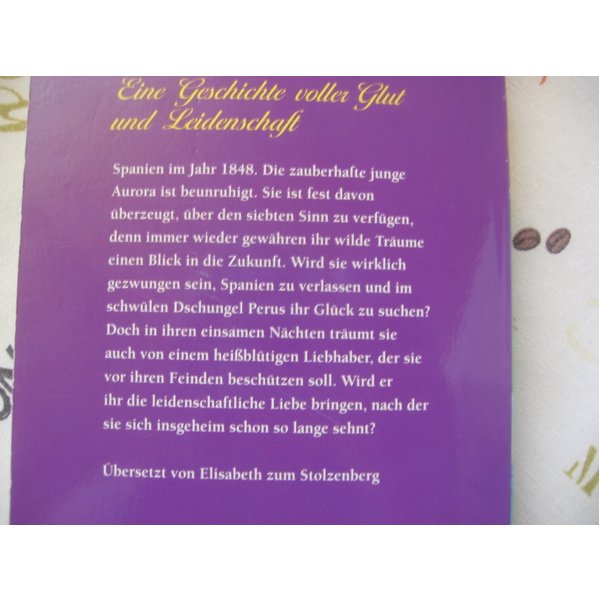 Eine Geschichte voller Glut
und Leidenschaft
Spanien im Jahr 1848. Die zauberhafte junge
Aurora ist beunruhigt. Sie ist fest davon
überzeugt, über den siebten Sinn zu verfügen,
denn immer wieder gewähren ihr wilde Träume
einen Blick in die Zukunft. Wird sie wirklich
gezwungen sein, Spanien zu verlassen und im
schwülen Dschungel Perus ihr Glück zu suchen?
Doch in ihren einsamen Nächten träumt sie
auch von einem heißblütigen Liebhaber, der sie
vor ihren Feinden beschützen soll. Wird er
ihr die leidenschaftliche Liebe bringen, nach der
sie sich insgeheim schon so lange sehnt?
Übersetzt von Elisabeth zum Stolzenberg